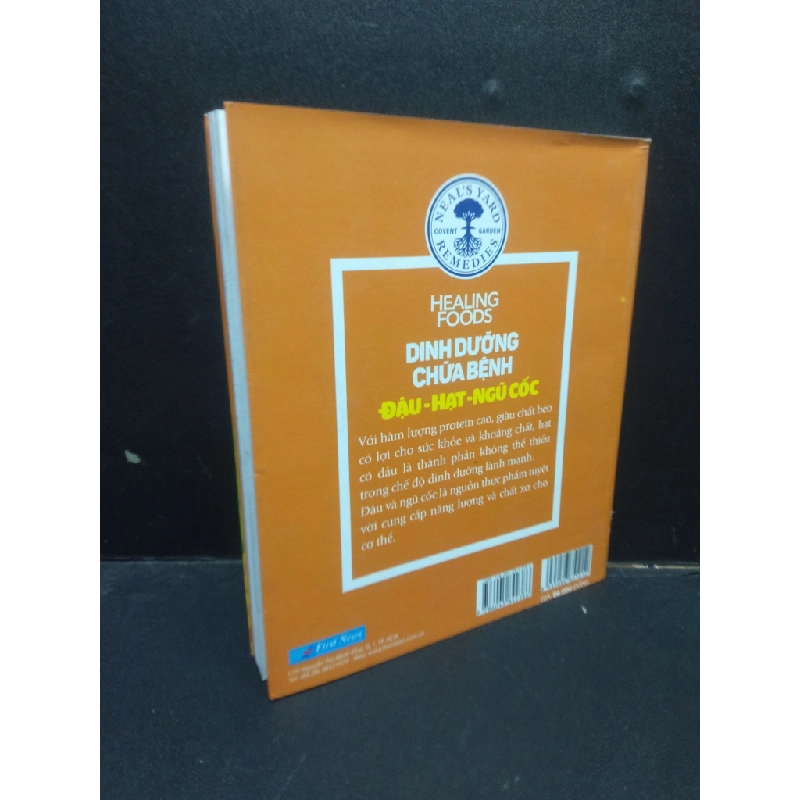 NEAL'S YARD
COVENT GARDEN
REMEDIES
HEALING
FOODS
DINH DƯỠNG
CHỮA BỆNH
ĐẬU-HẠT-NGŨ CỐC
Với hàm lượng protein cao, giàu chất béo
có lợi cho sức khỏe và khoáng chất, hạt
có dầu là thành phần không thể thiếu
trong chế độ dinh dưỡng lành mạnh.
Đậu và ngũ cốc là nguồn thực phẩm tuyệt
vời cung cấp năng lượng và chất xơ cho
cơ thể.
First News